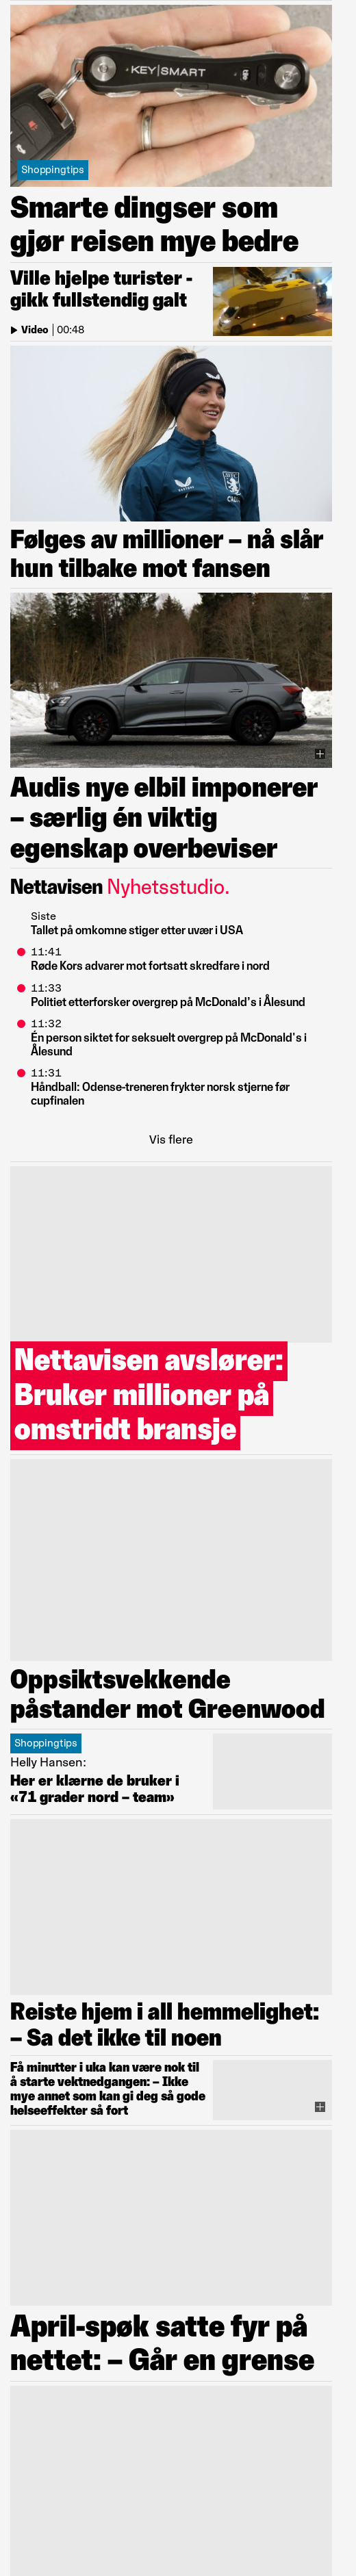 KEY|SMART
Shoppingtips
Smarte dingser som
gjør reisen mye bedre
Ville hjelpe turister -
gikk fullstendig galt
Video | 00:48
Følges av millioner – nå slår
hun tilbake mot fansen
Audis nye elbil imponerer
– særlig én viktig
egenskap overbeviser
Nettavisen Nyhetsstudio.
Siste
Tallet på omkomne stiger etter uvær i USA
11:41
Røde Kors advarer mot fortsatt skredfare i nord
11:33
Politiet etterforsker overgrep på McDonald's i Ålesund
11:32
Én person siktet for seksuelt overgrep på McDonald's i
Ålesund
11:31
Håndball: Odense-treneren frykter norsk stjerne før
cupfinalen
Vis flere
Nettavisen avslører:
Bruker millioner på
omstridt bransje
Oppsiktsvekkende
påstander mot Greenwood
Shoppingtips
Helly Hansen:
Her er klærne de bruker i
«71 grader nord – team»
Reiste hjem i all hemmelighet:
– Sa det ikke til noen
Få minutter i uka kan være nok til
å starte vektnedgangen: – Ikke
mye annet som kan gi deg så gode
helseeffekter så fort
April-spøk satte fyr på
nettet: – Går en grense